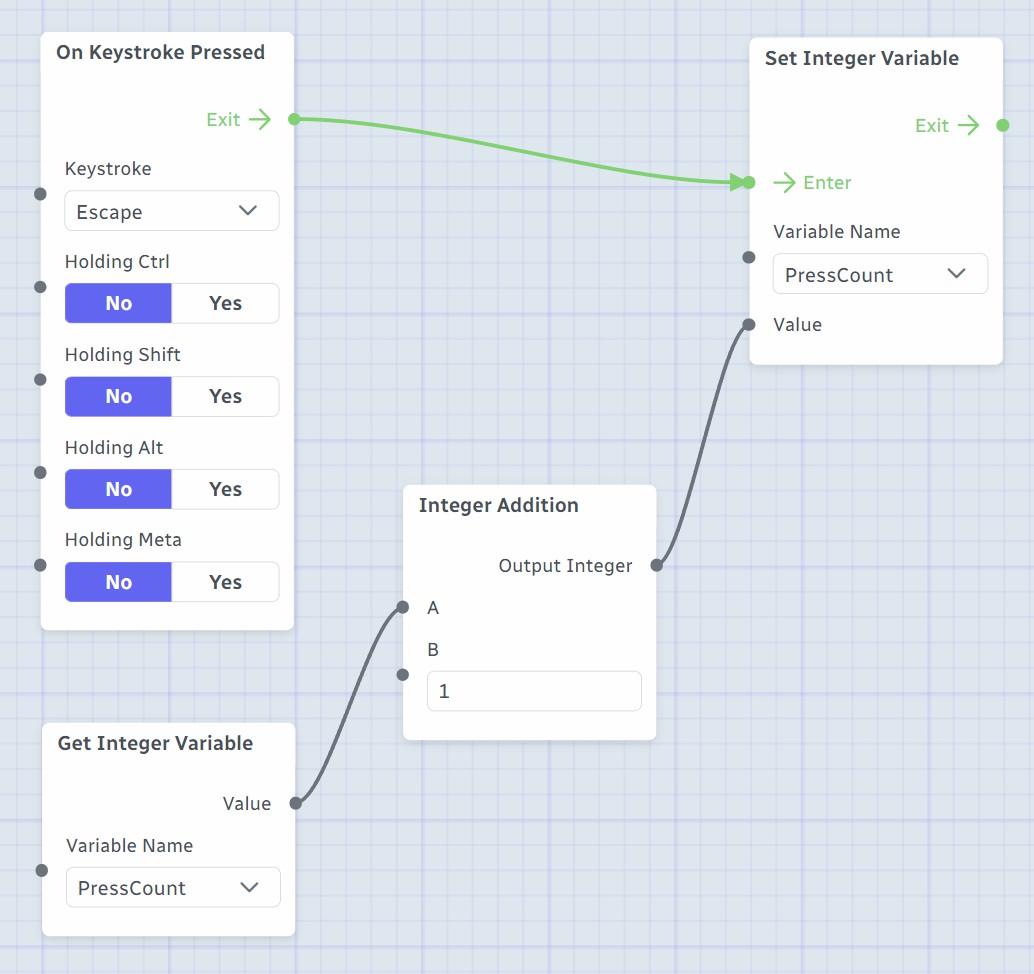 On Keystroke Pressed
Exit
Keystroke
Escape
Holding Ctrl
No Yes
Holding Shift
No Yes
Holding Alt
No Yes
Holding Meta
No Yes
Set Integer Variable
Exit
Enter
Variable Name
PressCount
Value
Integer Addition
Output Integer
A
B
1
Get Integer Variable
Value
Variable Name
PressCount